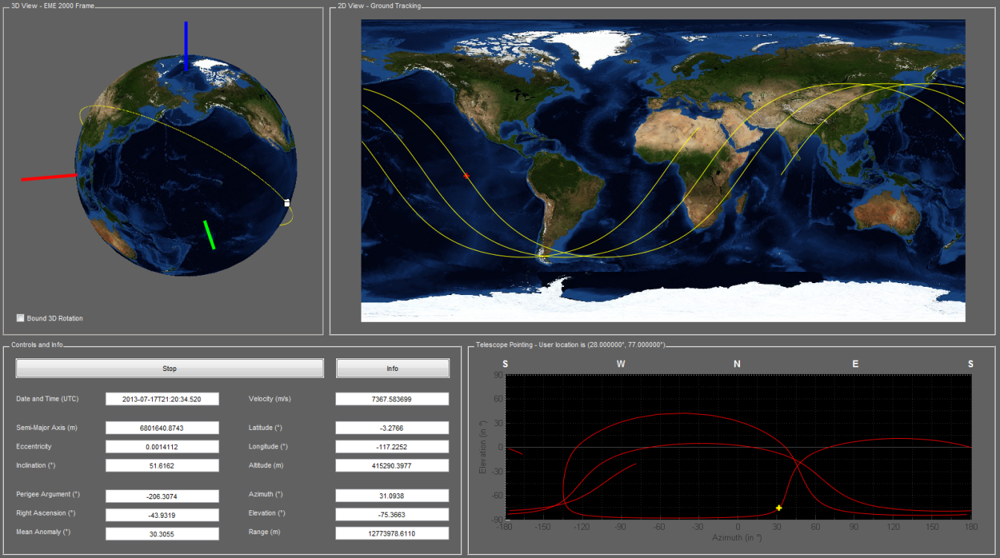 3D View - EME 2000 Frame
2D View - Ground Tracking
Bound 3D Rotation
Controls and Info
Stop
Info
Date and Time (UTC)
2013-07-17T21:20:34.520
Velocity (m/s)
7367.583699
Semi-Major Axis (m)
6801640.8743
Latitude (°)
-3.2766
Eccentricity
0.0014112
Longitude (°)
-117.2252
Inclination (°)
51.6162
Altitude (m)
415290.3977
Perigee Argument (°)
-206.3074
Azimuth (°)
31.0938
Right Ascension (°)
-43.9319
Elevation (°)
-75.3663
Mean Anomaly (°)
30.3055
Range (m)
12773978.6110
Telescope Pointing - User location is (28.000000°, 77.000000°)
S W N E S
90
60
30
0
-30
-60
-90
Elevation (in °)
-180 -150 -120 -90 -60 -30 0 30 60 90 120 150 180
Azimuth (in °)